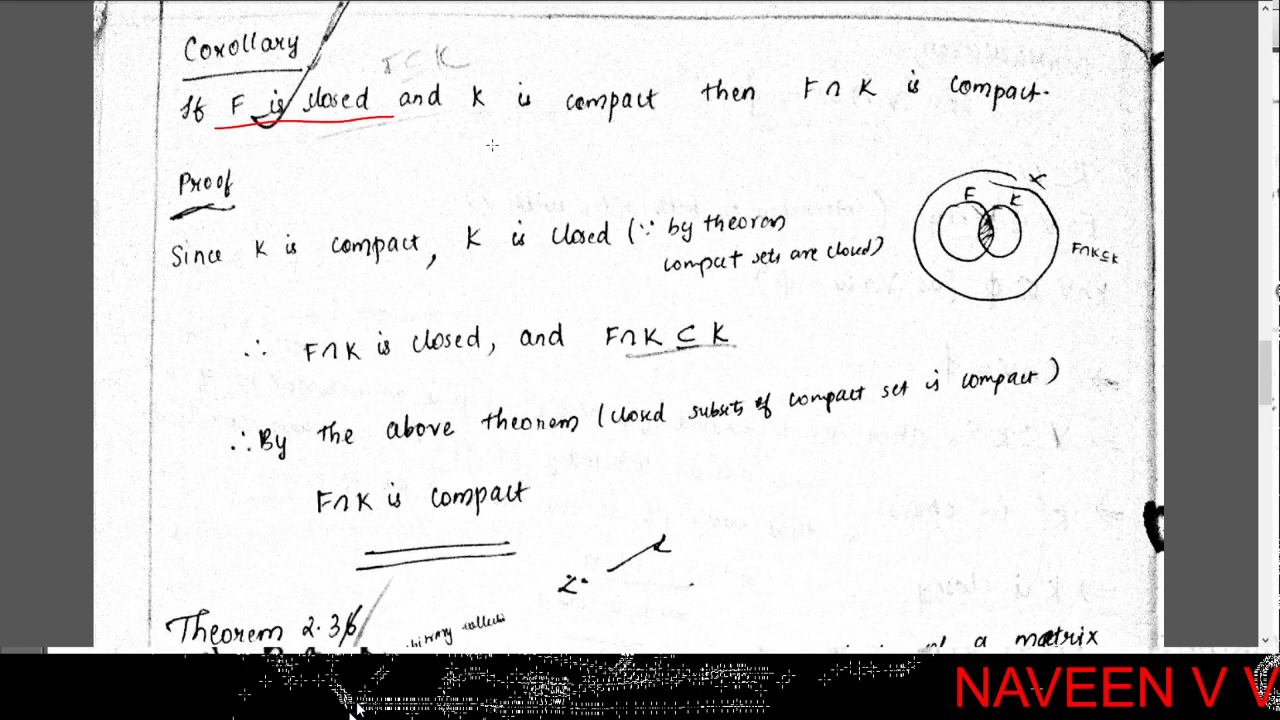 Corollary
If F is closed and K is compact then F ∩ K is compact.
Proof
Since K is compact, K is closed (∵ by theorem
compact sets are closed)
F K X
F∩K⊆K
∴ F∩K is closed, and F∩K ⊆ K
∴ By the above theorem (closed subsets of compact set is compact)
F∩K is compact
Theorem 2.36
of a matrix
NAVEEN V V